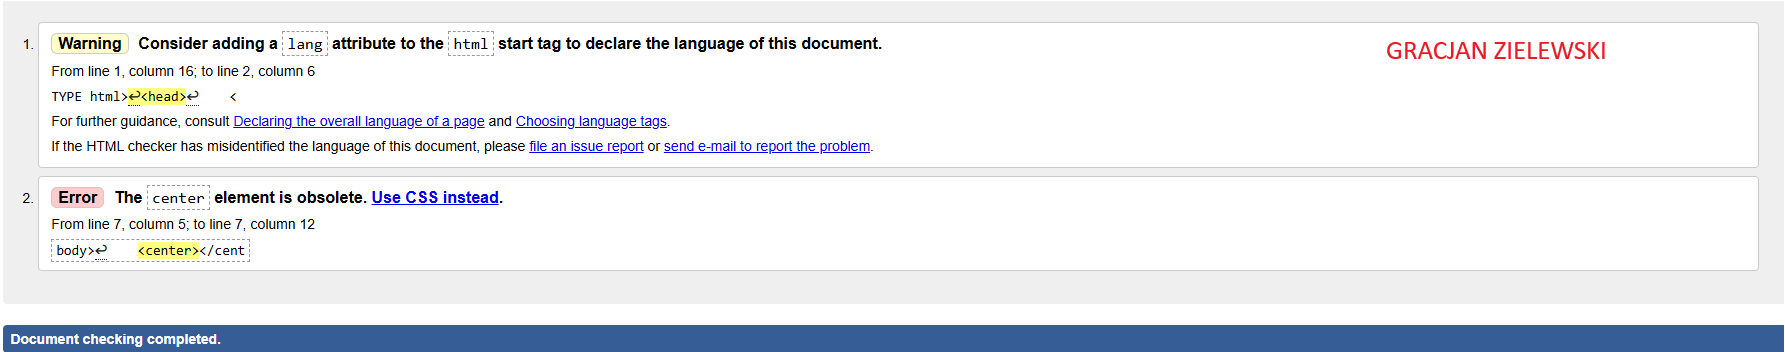 1. Warning Consider adding a lang attribute to the html start tag to declare the language of this document.
GRACJAN ZIELEWSKI
From line 1, column 16; to line 2, column 6
TYPE html>↩<head>↩    <
For further guidance, consult Declaring the overall language of a page and Choosing language tags.
If the HTML checker has misidentified the language of this document, please file an issue report or send e-mail to report the problem.
2. Error The center element is obsolete. Use CSS instead.
From line 7, column 5; to line 7, column 12
body>↩    <center></cent
Document checking completed.